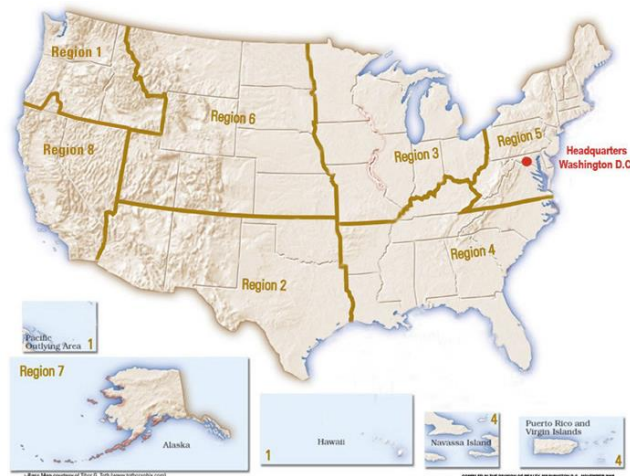 Region 1
Region 6
Region 8
Region 3
Region 5
Headquarters
Washington D.C
Region 4
Region 2
Pacific
Outlying Area
1
Region 7
Alaska
1
Hawaii
4
Navassa Island
Puerto Rico and
Virgin Islands
4